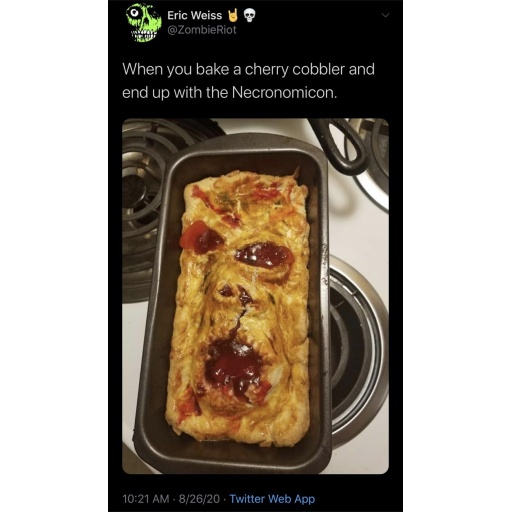 Eric Weiss 🤘💀
@ZombieRiot
When you bake a cherry cobbler and
end up with the Necronomicon.
10:21 AM · 8/26/20 · Twitter Web App